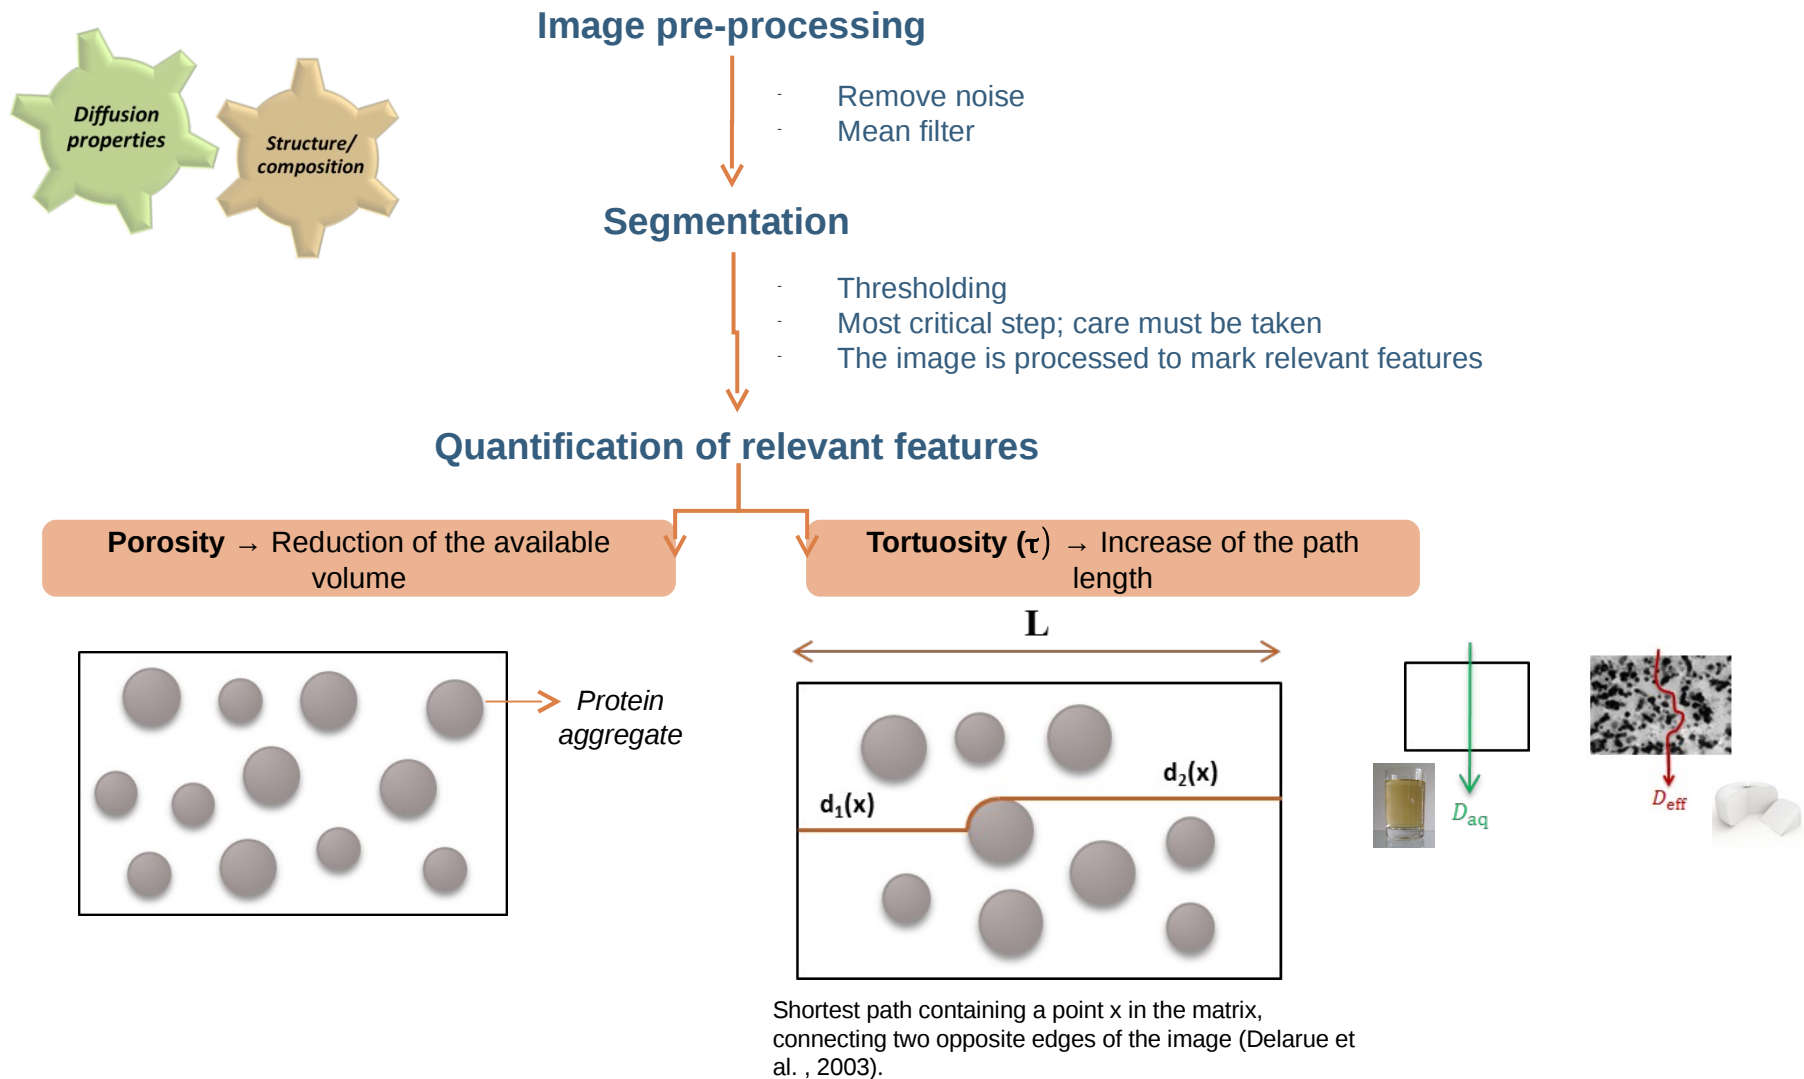 Image pre-processing
Diffusion
properties
Structure/
composition
- Remove noise
- Mean filter
Segmentation
- Thresholding
- Most critical step; care must be taken
- The image is processed to mark relevant features
Quantification of relevant features
Porosity → Reduction of the available
volume
Tortuosity (τ) → Increase of the path
length
L
Protein
aggregate
d₁(x)
d₂(x)
D_aq
D_eff
Shortest path containing a point x in the matrix,
connecting two opposite edges of the image (Delarue et
al. , 2003).